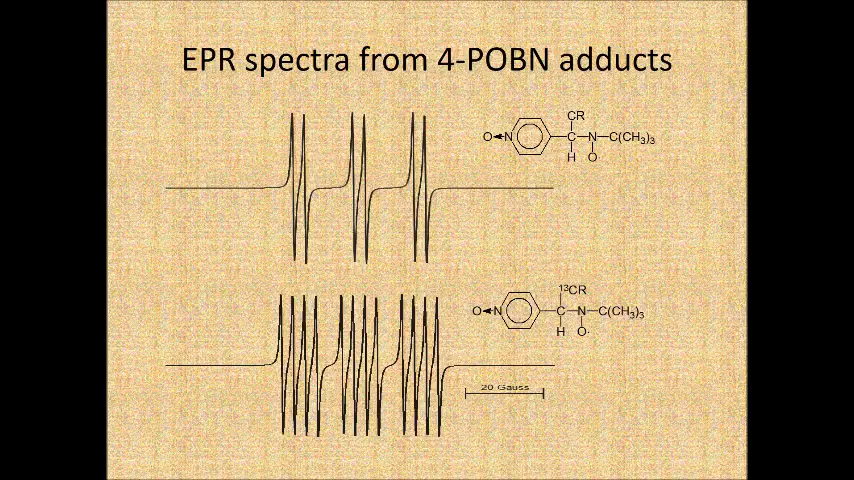 EPR spectra from 4-POBN adducts
CR
O N C N C(CH3)3
H O
13CR
O N C N C(CH3)3
H O·
20 Gauss